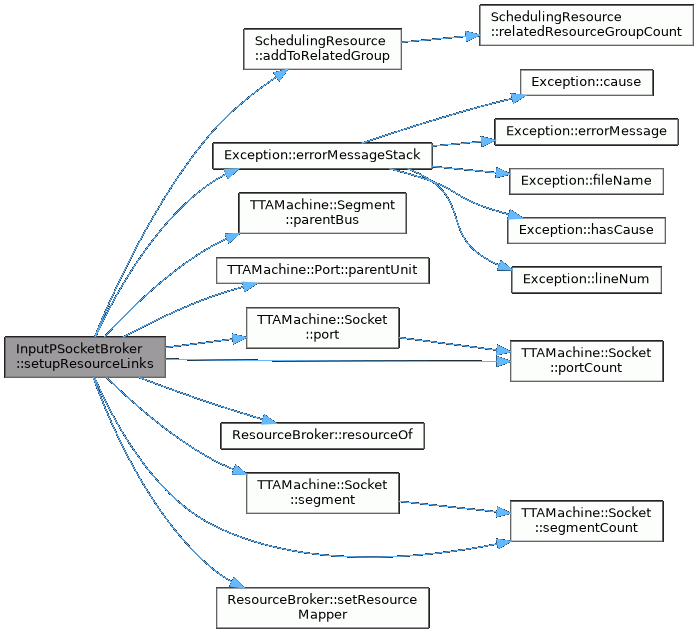 SchedulingResource
::relatedResourceGroupCount
SchedulingResource
::addToRelatedGroup
Exception::cause
Exception::errorMessage
Exception::errorMessageStack
Exception::fileName
TTAMachine::Segment
::parentBus
Exception::hasCause
TTAMachine::Port::parentUnit
Exception::lineNum
TTAMachine::Socket
::port
InputPSocketBroker
::setupResourceLinks
TTAMachine::Socket
::portCount
ResourceBroker::resourceOf
TTAMachine::Socket
::segment
TTAMachine::Socket
::segmentCount
ResourceBroker::setResource
Mapper